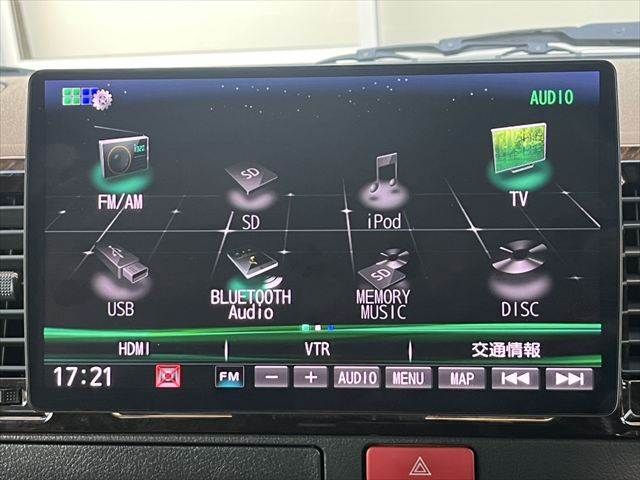 AUDIO
FM/AM
SD
iPod
TV
USB
BLUETOOTH
Audio
MEMORY
MUSIC
DISC
HDMI
VTR
交通情報
17:21
FM
AUDIO
MENU
MAP